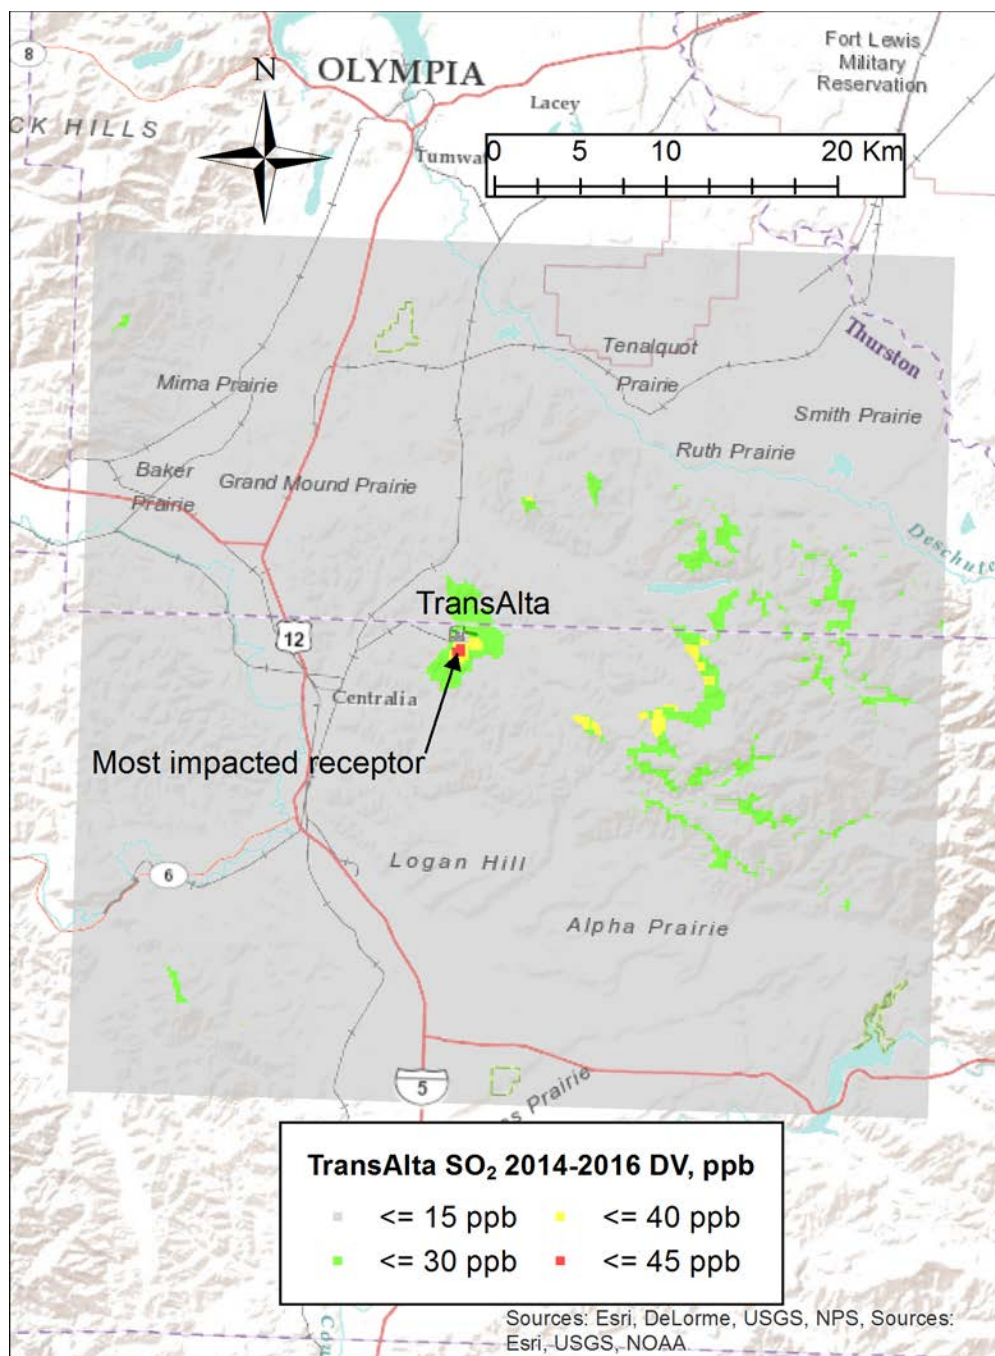 8
N
OLYMPIA
Fort Lewis
Military
Reservation
Lacey
CK HILLS
0 5 10 20 Km
Tumwat
Thurston
Tenalquot
Prairie
Mima Prairie
Smith Prairie
Ruth Prairie
Baker
Prairie
Grand Mound Prairie
Deschute
TransAlta
12
Centralia
Most impacted receptor
Logan Hill
6
Alpha Prairie
5
as Prairie
TransAlta SO₂ 2014-2016 DV, ppb
<= 15 ppb <= 40 ppb
<= 30 ppb <= 45 ppb
Sources: Esri, DeLorme, USGS, NPS, Sources:
Esri, USGS, NOAA